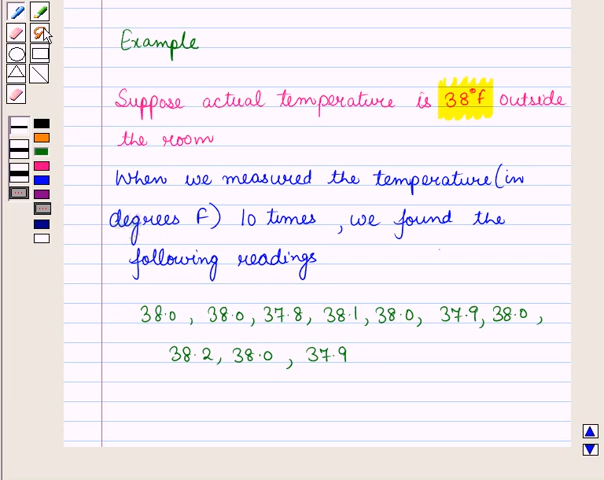 Example
Suppose actual temperature is 38°F outside
the room
When we measured the temperature (in
degrees F) 10 times, we found the
following readings
38.0, 38.0, 37.8, 38.1, 38.0, 37.9, 38.0,
38.2, 38.0, 37.9